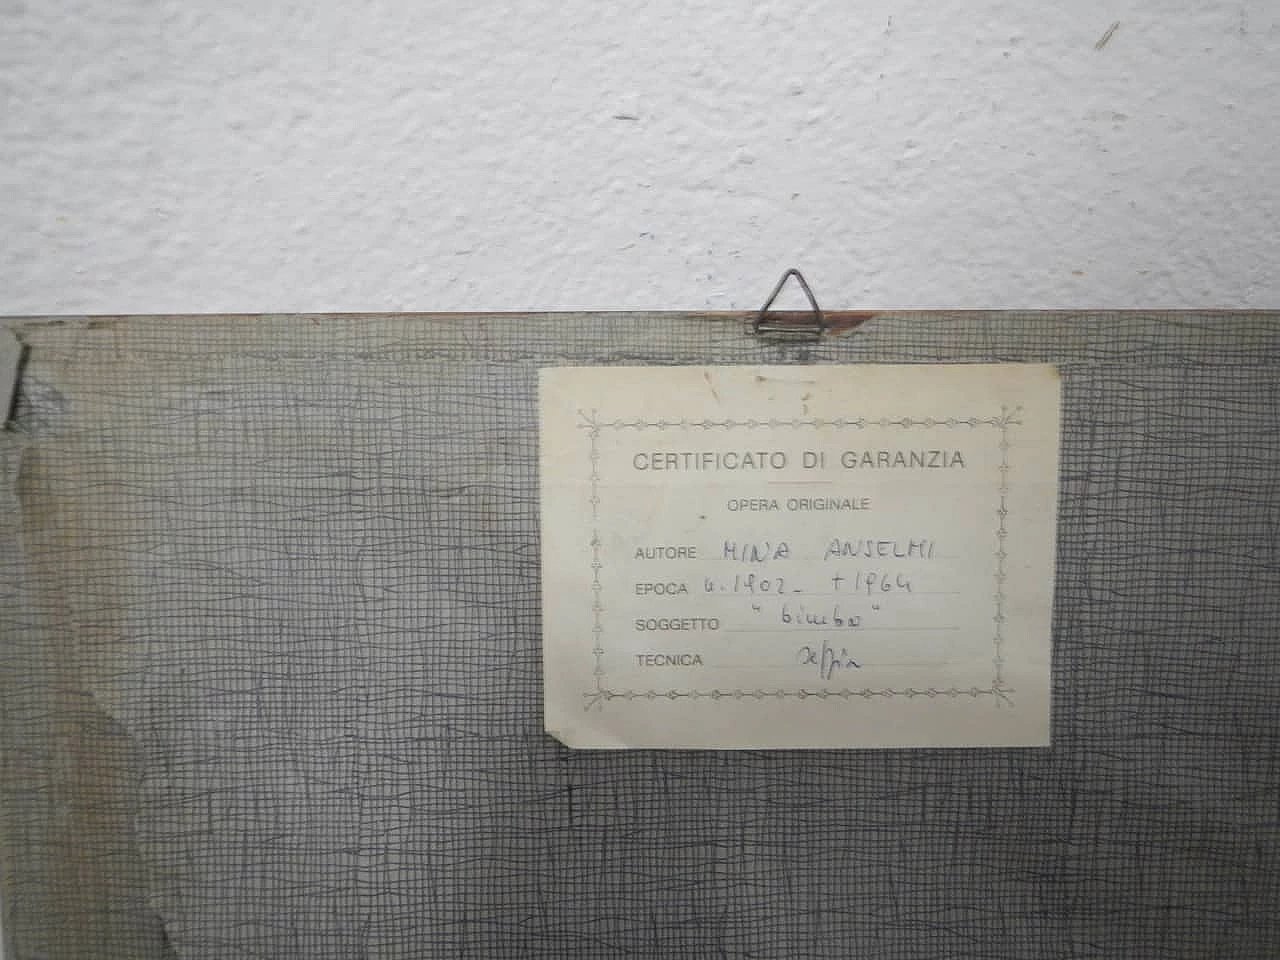 CERTIFICATO DI GARANZIA
OPERA ORIGINALE
AUTORE MINA ANSELMI
EPOCA n. 1902 - + 1964
SOGGETTO "bimbo"
TECNICA seppia